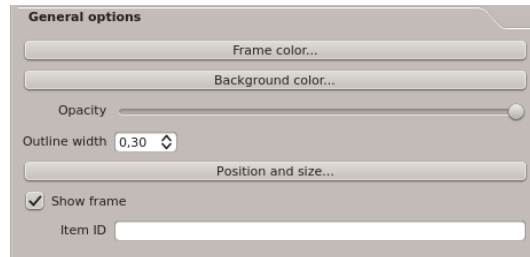 General options
Frame color...
Background color...
Opacity
Outline width 0,30
Position and size...
Show frame
Item ID